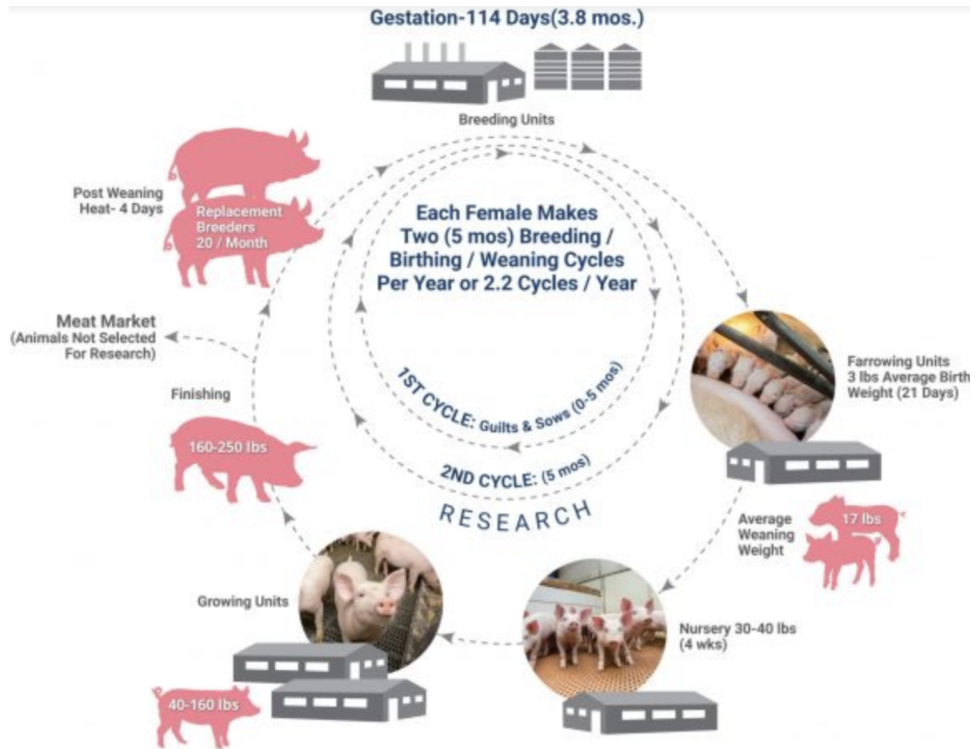 Gestation-114 Days(3.8 mos.)
Breeding Units
Post Weaning
Heat- 4 Days
Replacement
Breeders
20 / Month
Each Female Makes
Two (5 mos) Breeding /
Birthing / Weaning Cycles
Per Year or 2.2 Cycles / Year
Meat Market
(Animals Not Selected
For Research)
Finishing
160-250 lbs
1ST CYCLE: Guilts & Sows (0-5 mos)
2ND CYCLE: (5 mos)
RESEARCH
Farrowing Units
3 lbs Average Birth
Weight (21 Days)
Average
Weaning
Weight
17 lbs
Nursery 30-40 lbs
(4 wks)
Growing Units
40-160 lbs